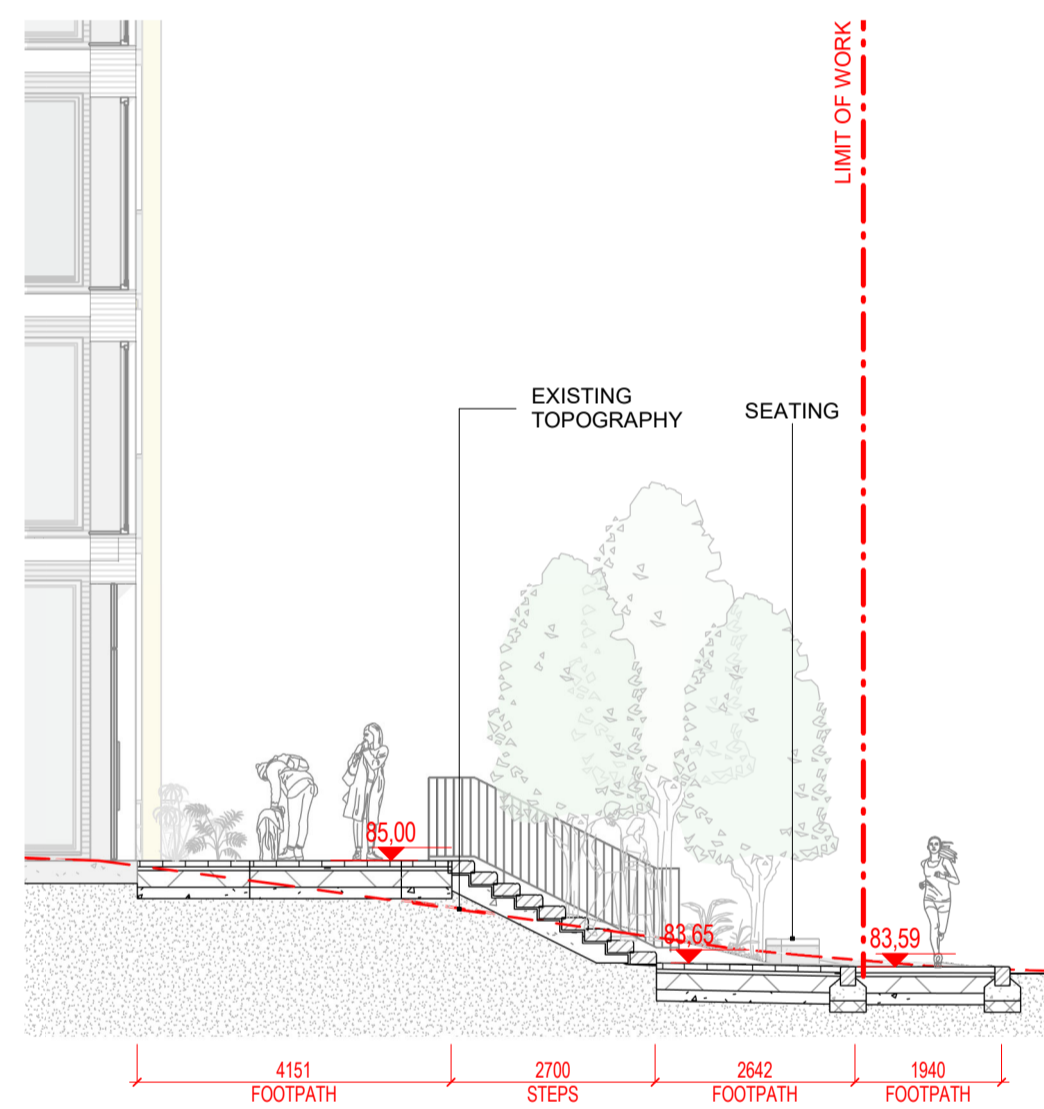 LIMIT OF WORK
EXISTING
TOPOGRAPHY
SEATING
85,00
83,65
83,59
4151
FOOTPATH
2700
STEPS
2642
FOOTPATH
1940
FOOTPATH